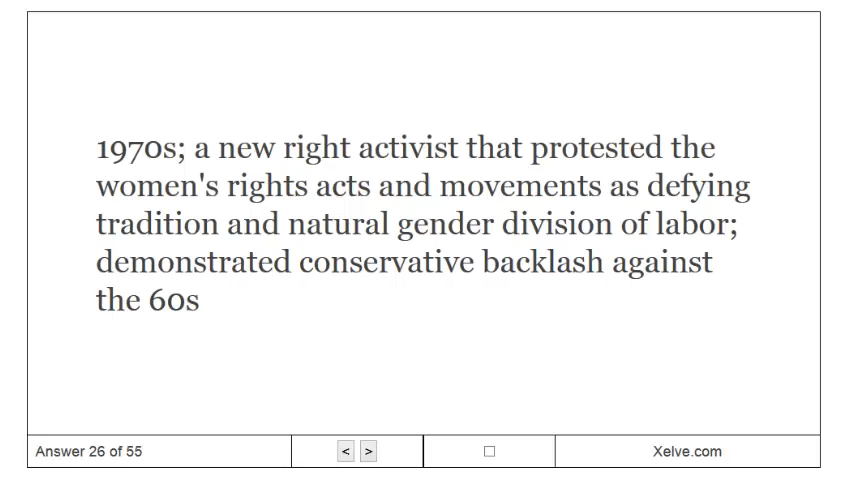 1970s; a new right activist that protested the
women's rights acts and movements as defying
tradition and natural gender division of labor;
demonstrated conservative backlash against
the 60s
Answer 26 of 55
< >
Xelve.com